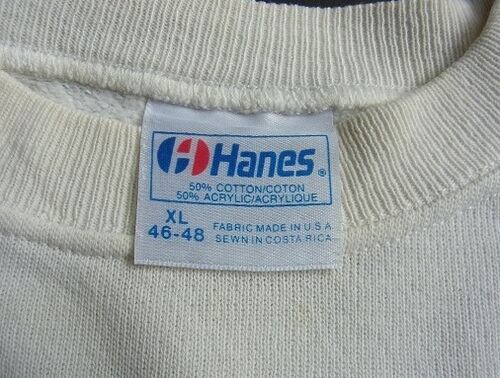 Hanes®
50% COTTON/COTON
50% ACRYLIC/ACRYLIQUE
XL
46-48
FABRIC MADE IN U.S.A
SEWN IN COSTA RICA